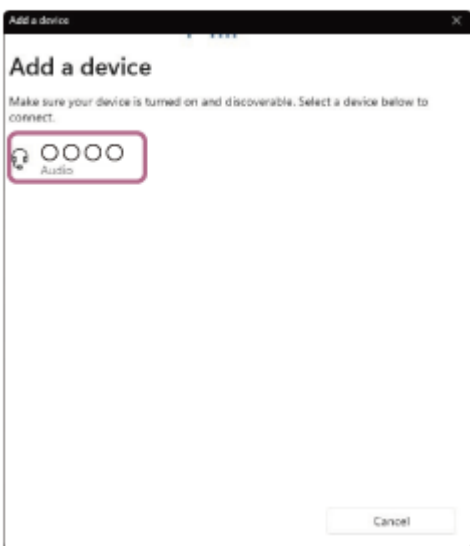 Add a device
Add a device
Make sure your device is turned on and discoverable. Select a device below to
connect.
○○○○
Audio
Cancel